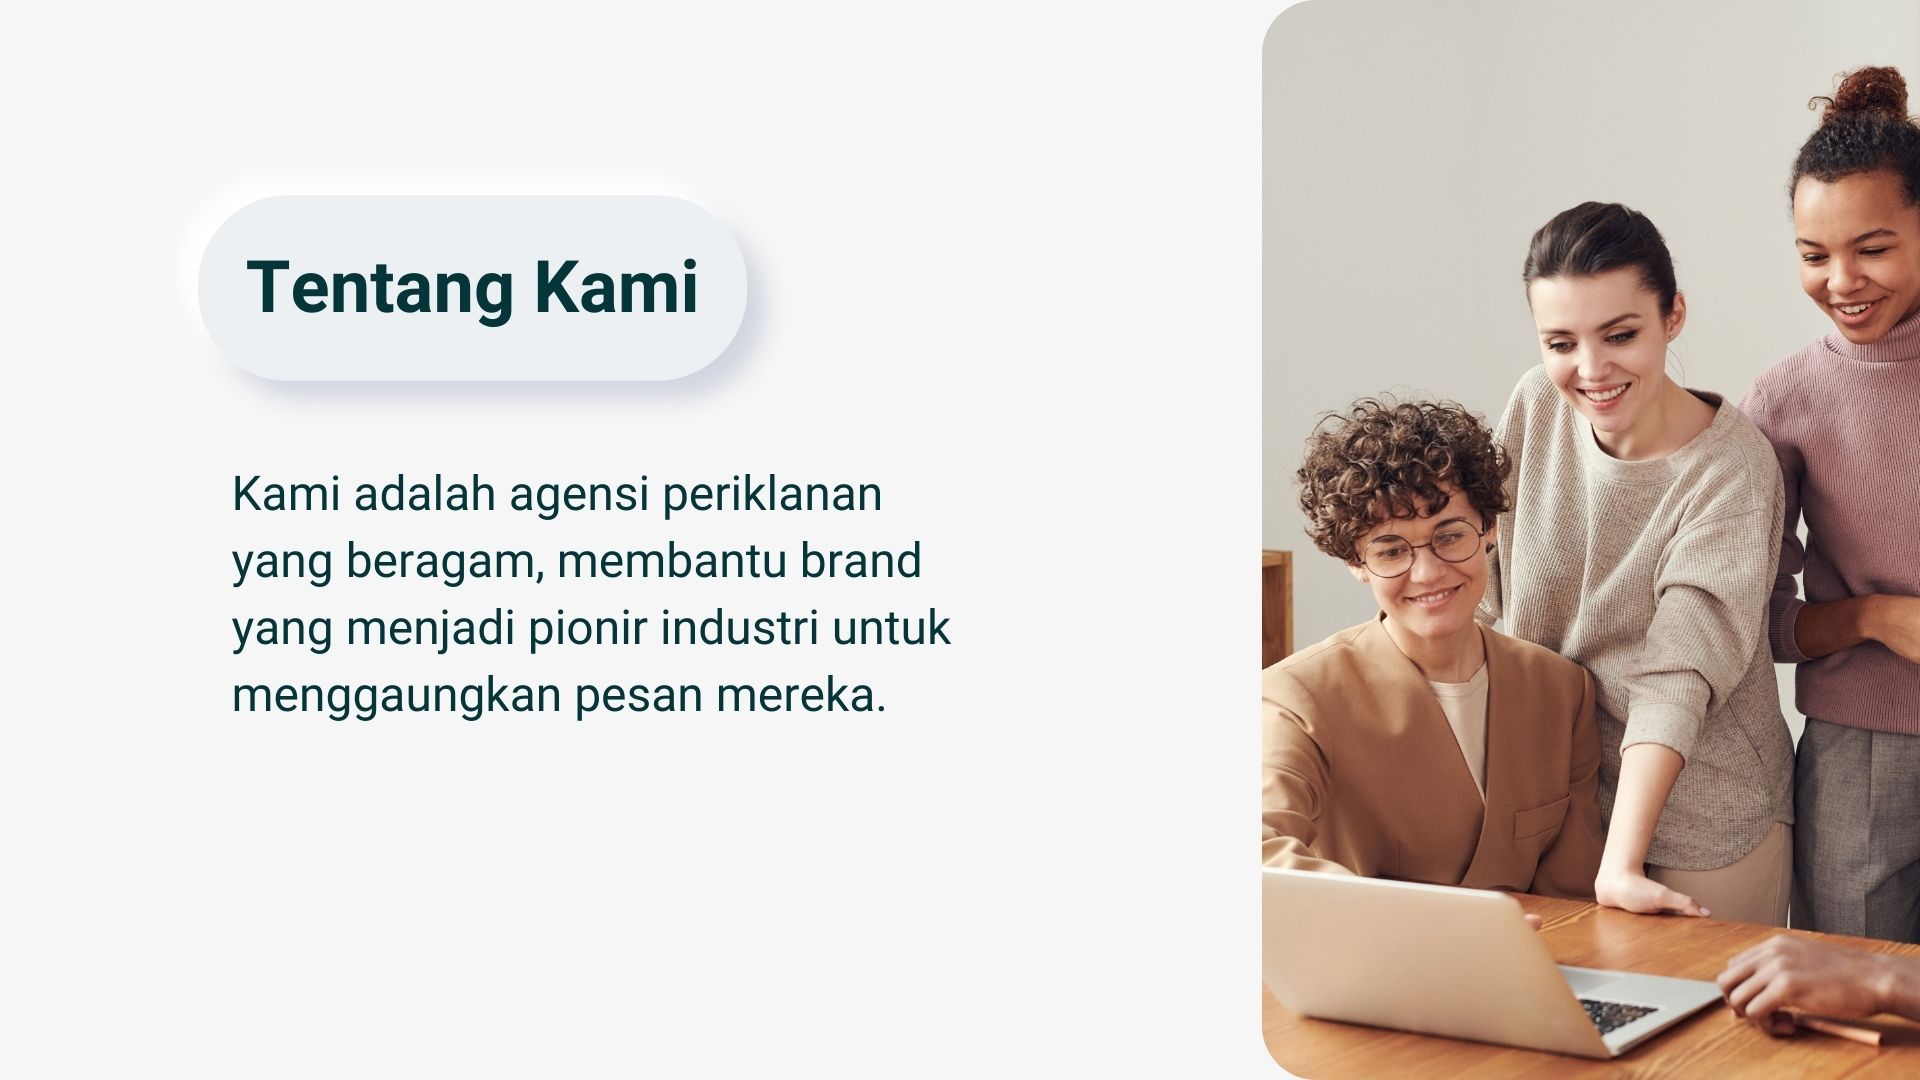 Tentang Kami
Kami adalah agensi periklanan
yang beragam, membantu brand
yang menjadi pionir industri untuk
menggaungkan pesan mereka.